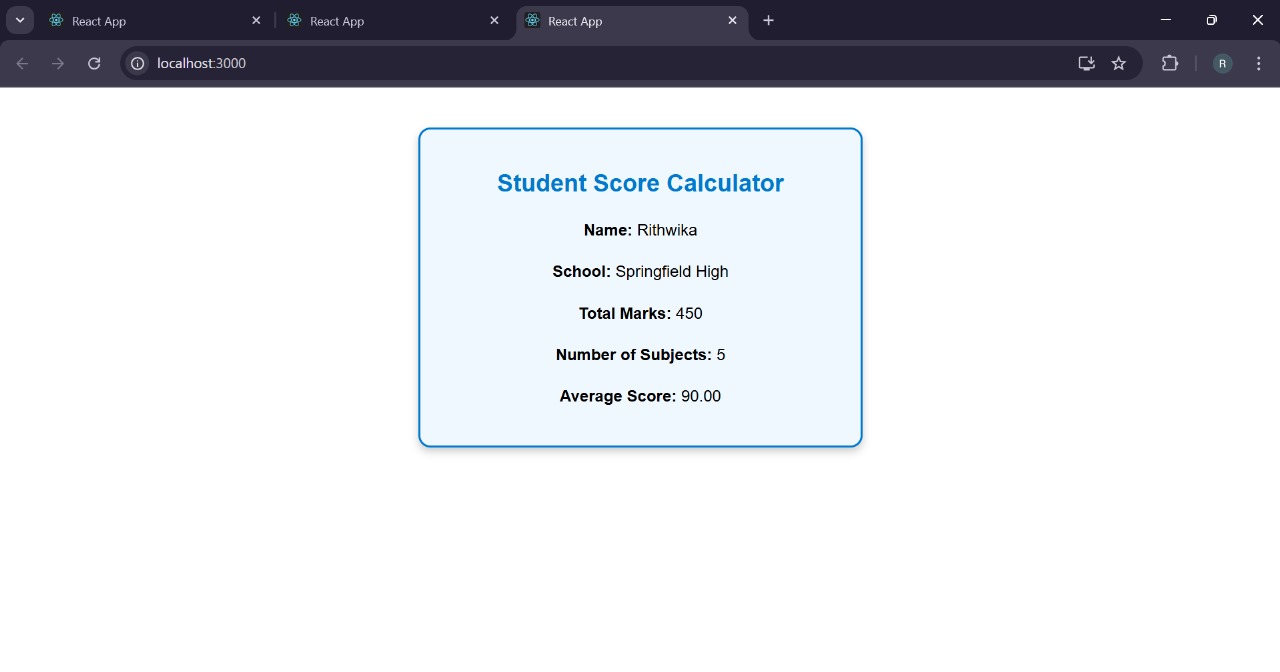 React App
React App
React App
localhost:3000
R
Student Score Calculator
Name: Rithwika
School: Springfield High
Total Marks: 450
Number of Subjects: 5
Average Score: 90.00